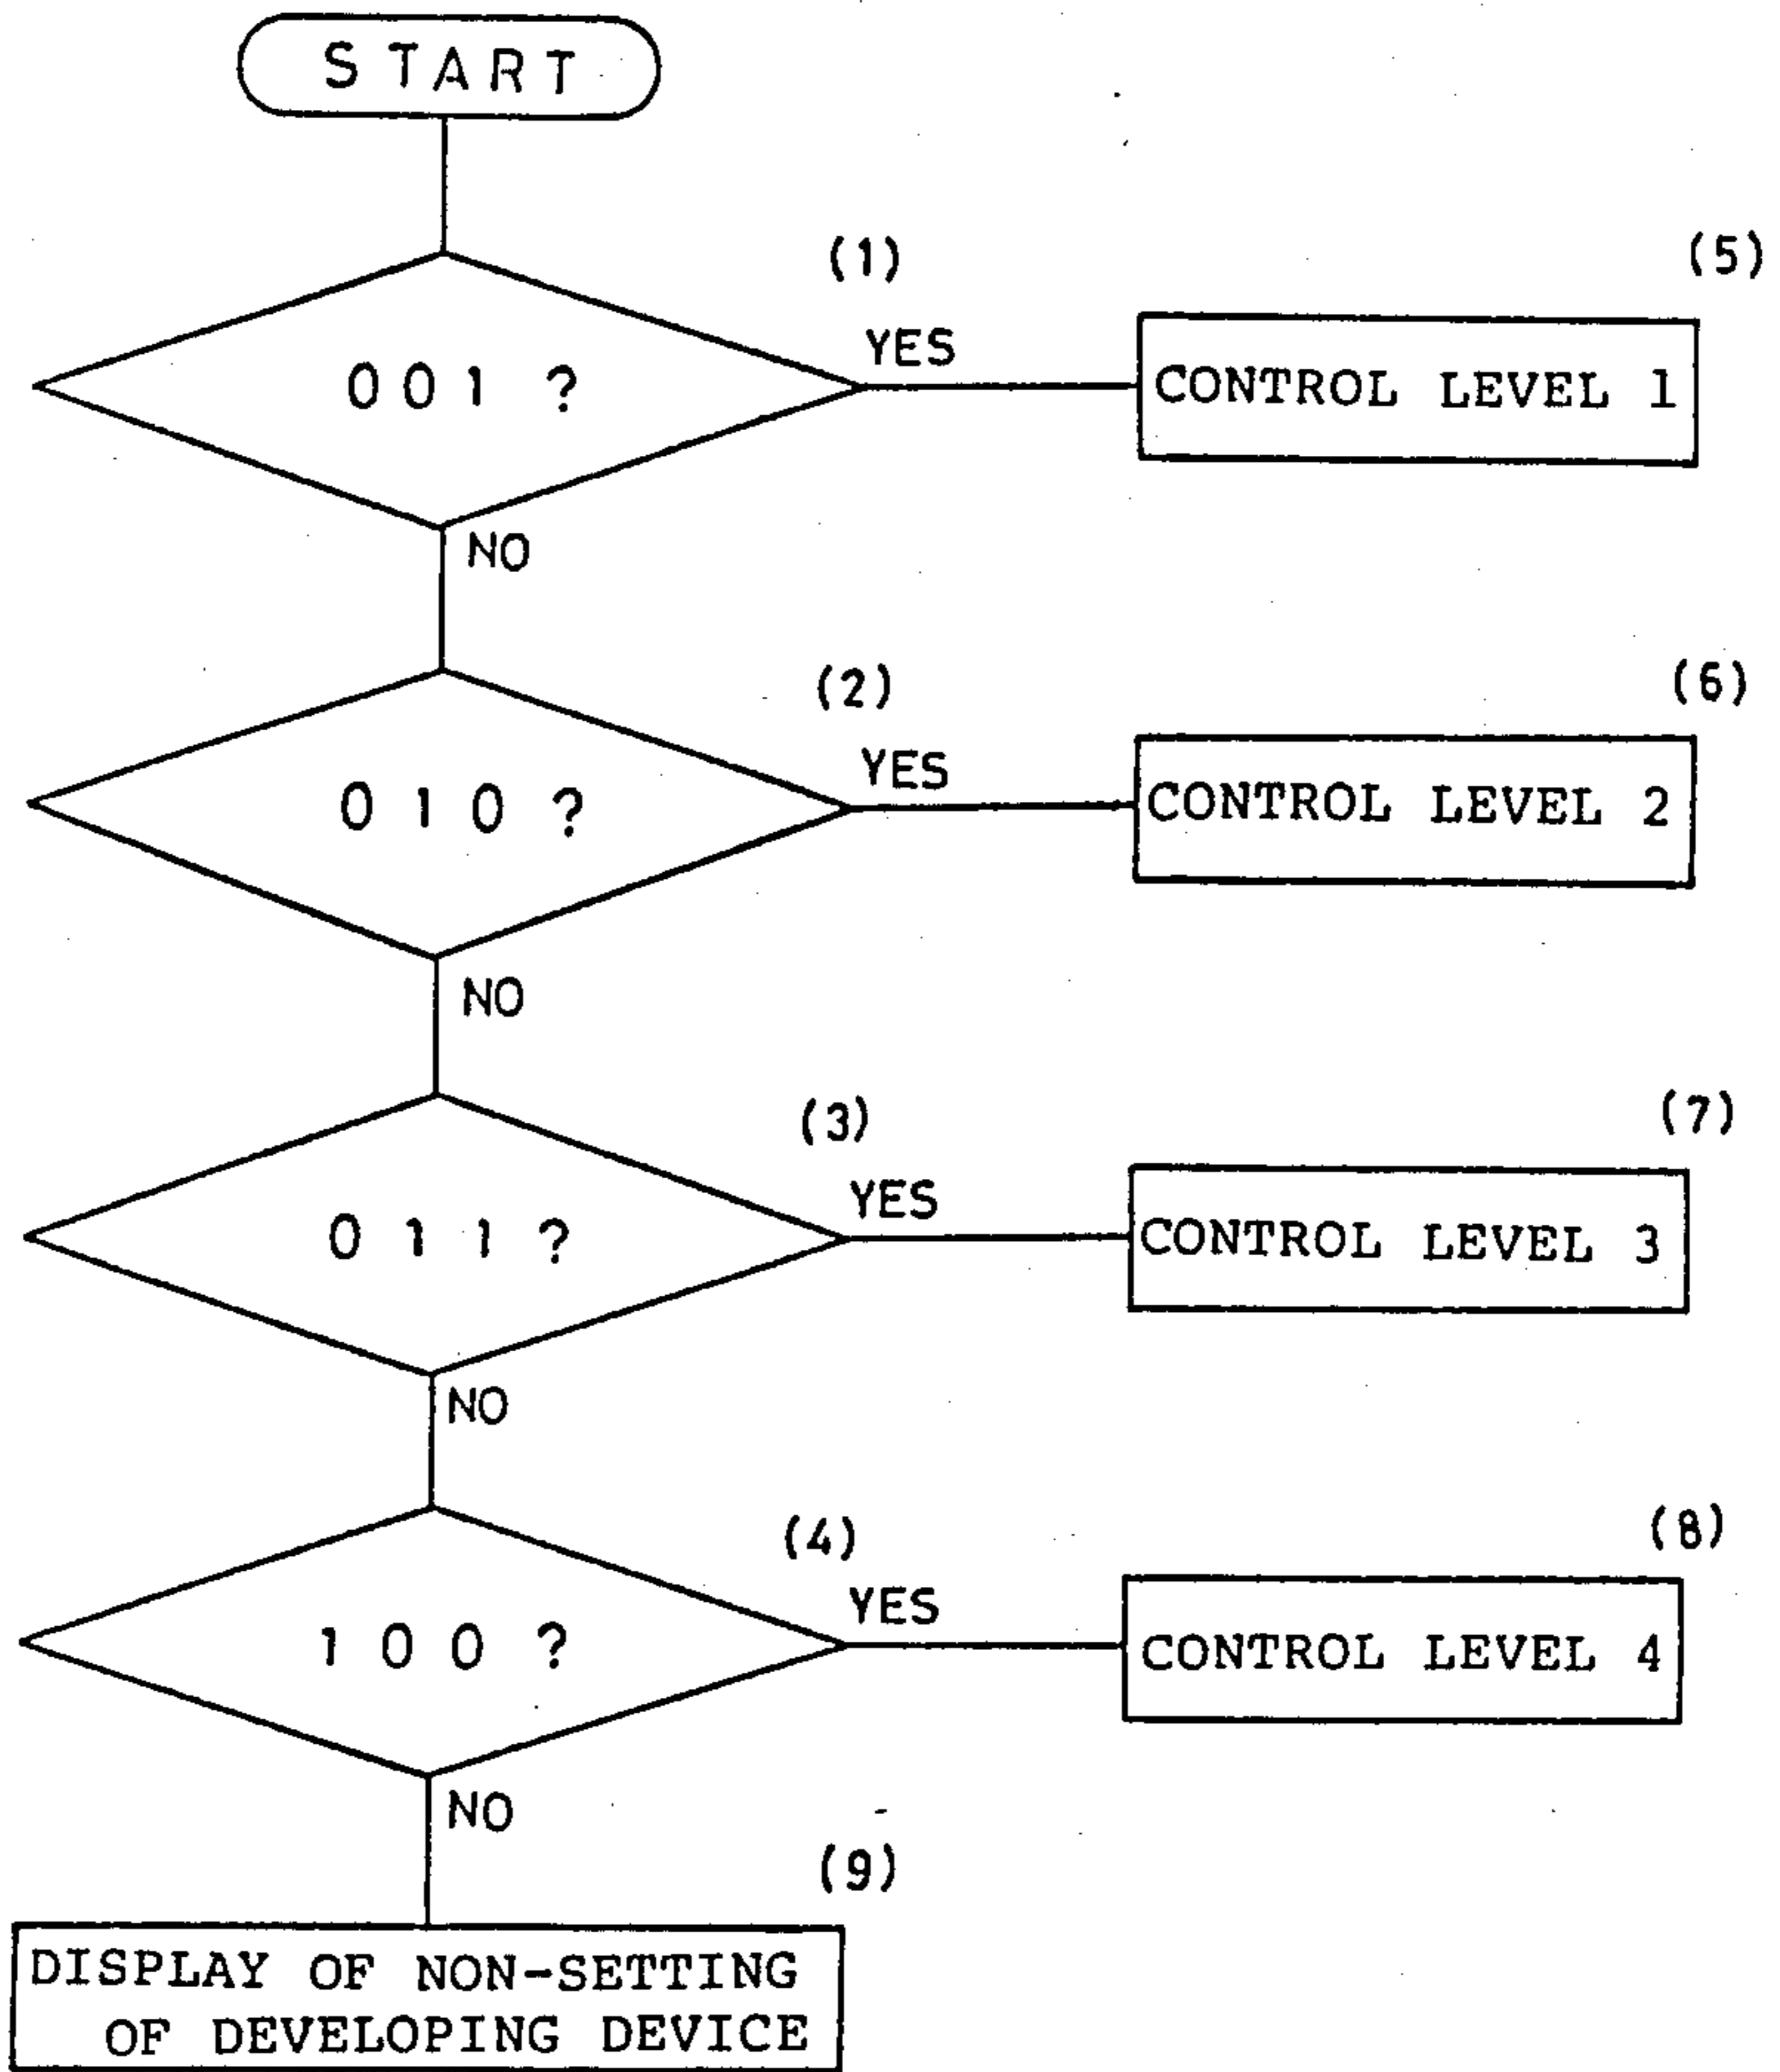 START
(1)
(5)
001?
YES
CONTROL LEVEL 1
NO
(2)
(6)
010?
YES
CONTROL LEVEL 2
NO
(3)
(7)
011?
YES
CONTROL LEVEL 3
NO
(4)
(8)
100?
YES
CONTROL LEVEL 4
NO
(9)
DISPLAY OF NON-SETTING
OF DEVELOPING DEVICE